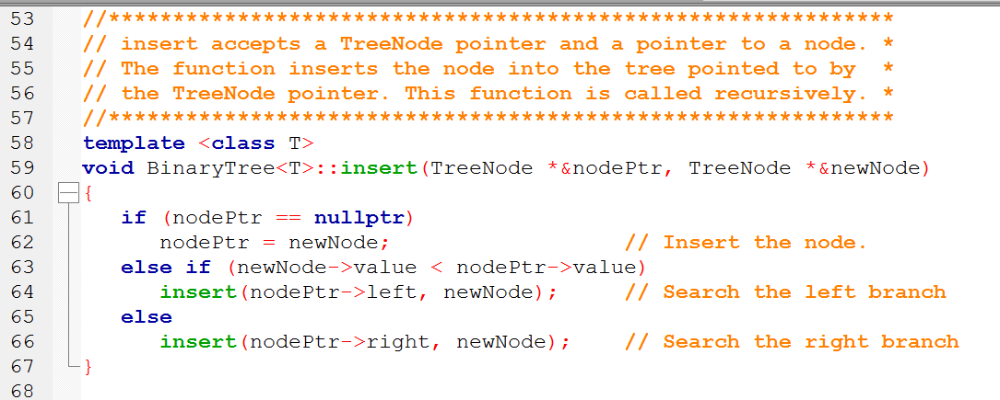 53 //*************************************************************
54 // insert accepts a TreeNode pointer and a pointer to a node. *
55 // The function inserts the node into the tree pointed to by  *
56 // the TreeNode pointer. This function is called recursively. *
57 //*************************************************************
58 template <class T>
59 void BinaryTree<T>::insert(TreeNode *&nodePtr, TreeNode *&newNode)
60 {
61    if (nodePtr == nullptr)
62       nodePtr = newNode;                  // Insert the node.
63    else if (newNode->value < nodePtr->value)
64       insert(nodePtr->left, newNode);     // Search the left branch
65    else
66       insert(nodePtr->right, newNode);    // Search the right branch
67 }
68